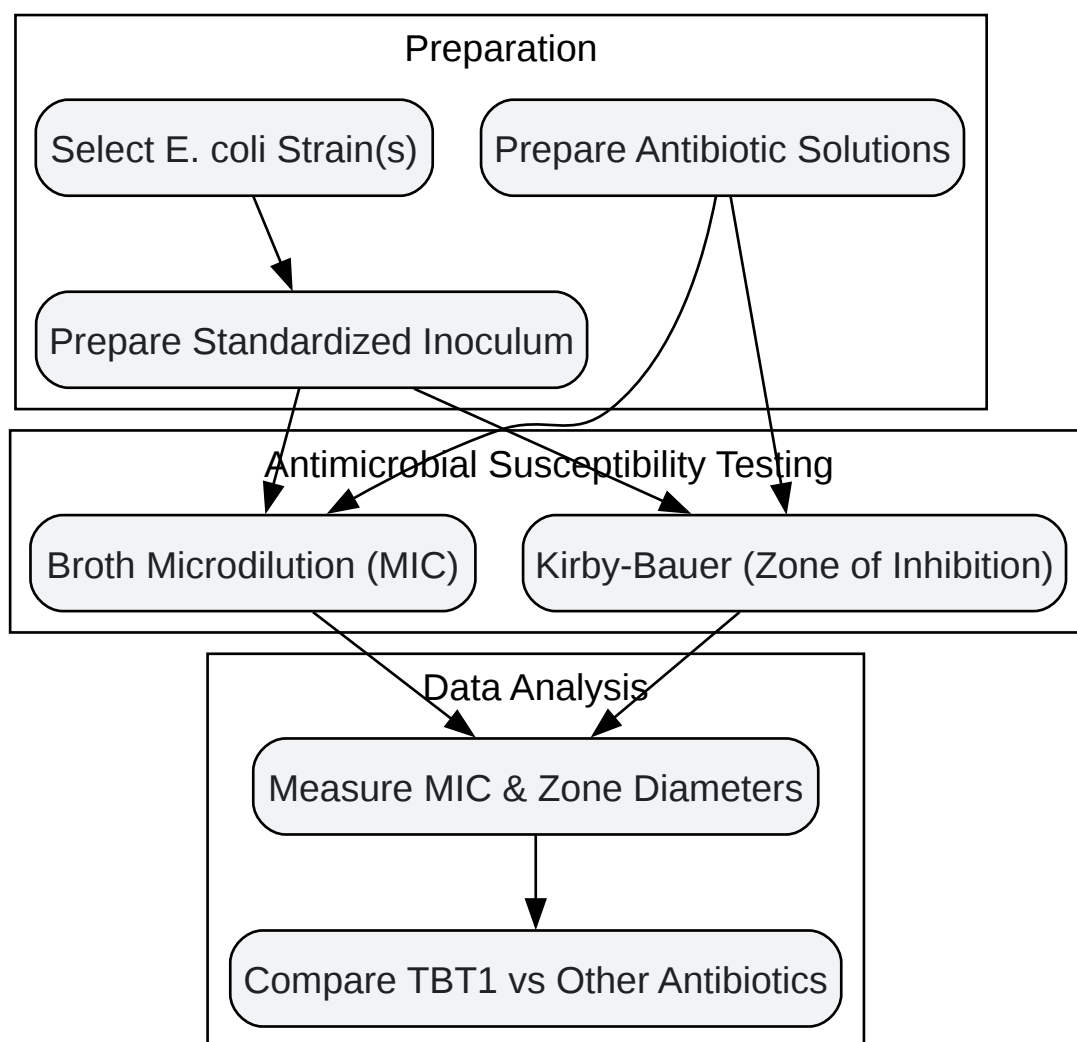 Preparation
Select E. coli Strain(s)
Prepare Antibiotic Solutions
Prepare Standardized Inoculum
Antimicrobial Susceptibility Testing
Broth Microdilution (MIC)
Kirby-Bauer (Zone of Inhibition)
Data Analysis
Measure MIC & Zone Diameters
Compare TBT1 vs Other Antibiotics